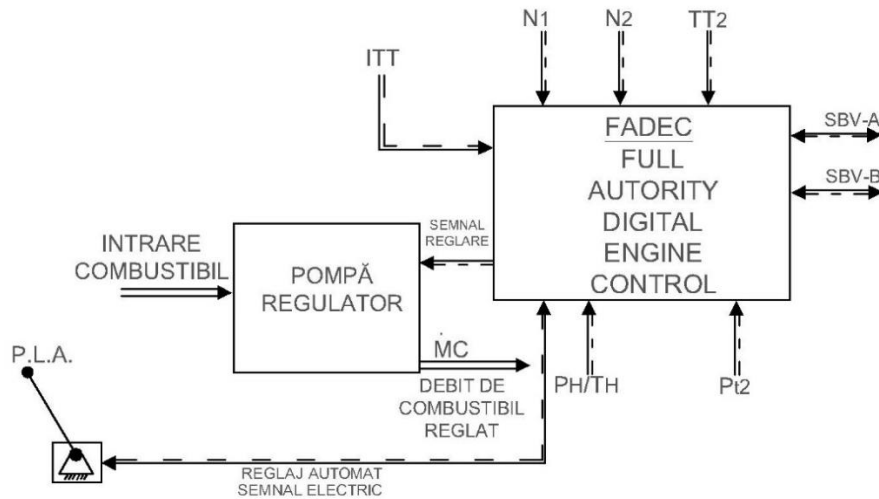 N1
N2
TT2
ITT
FADEC
FULL
AUTORITY
DIGITAL
ENGINE
CONTROL
SBV-A
SBV-B
SEMNAL
REGLARE
INTRARE
COMBUSTIBIL
POMPĂ
REGULATOR
ṀC
DEBIT DE
COMBUSTIBIL
REGLAT
PH/TH
Pt2
P.L.A.
REGLAJ AUTOMAT
SEMNAL ELECTRIC